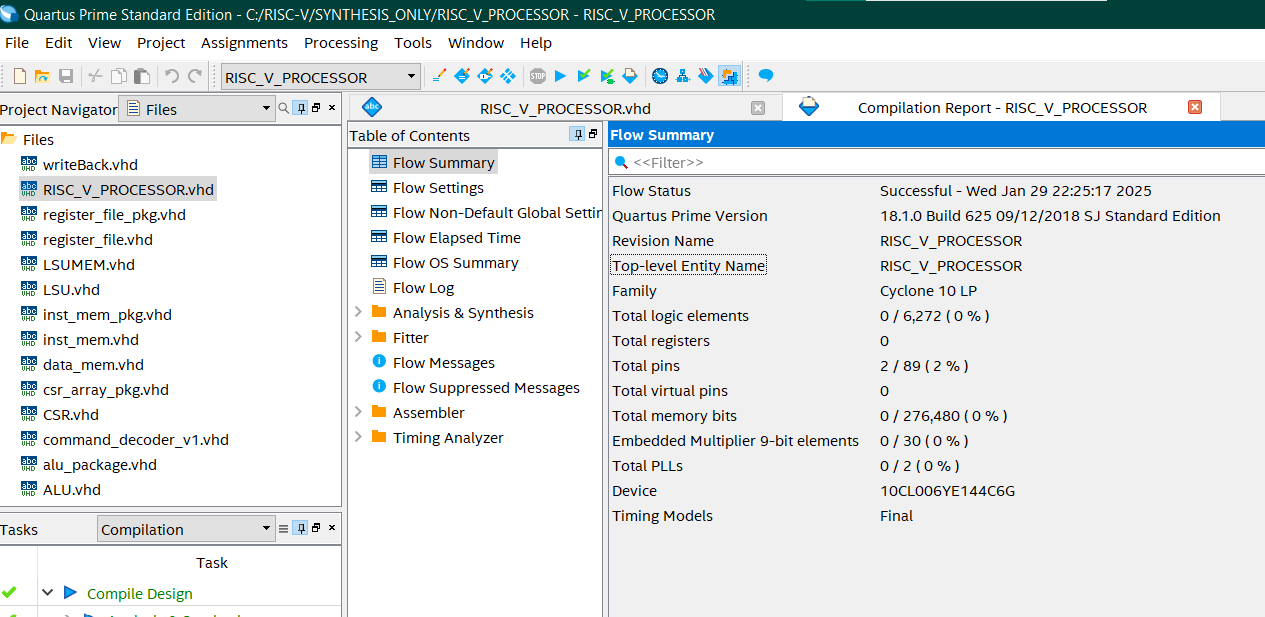 Quartus Prime Standard Edition - C:/RISC-V/SYNTHESIS_ONLY/RISC_V_PROCESSOR - RISC_V_PROCESSOR
File Edit View Project Assignments Processing Tools Window Help
RISC_V_PROCESSOR
STOP
Project Navigator Files
Files
writeBack.vhd
RISC_V_PROCESSOR.vhd
register_file_pkg.vhd
register_file.vhd
LSUMEM.vhd
LSU.vhd
inst_mem_pkg.vhd
inst_mem.vhd
data_mem.vhd
csr_array_pkg.vhd
CSR.vhd
command_decoder_v1.vhd
alu_package.vhd
ALU.vhd
Tasks Compilation
Task
Compile Design
RISC_V_PROCESSOR.vhd
Compilation Report - RISC_V_PROCESSOR
Table of Contents
Flow Summary
Flow Settings
Flow Non-Default Global Settin
Flow Elapsed Time
Flow OS Summary
Flow Log
Analysis & Synthesis
Fitter
Flow Messages
Flow Suppressed Messages
Assembler
Timing Analyzer
Flow Summary
<<Filter>>
Flow Status Successful - Wed Jan 29 22:25:17 2025
Quartus Prime Version 18.1.0 Build 625 09/12/2018 SJ Standard Edition
Revision Name RISC_V_PROCESSOR
Top-level Entity Name RISC_V_PROCESSOR
Family Cyclone 10 LP
Total logic elements 0 / 6,272 ( 0 % )
Total registers 0
Total pins 2 / 89 ( 2 % )
Total virtual pins 0
Total memory bits 0 / 276,480 ( 0 % )
Embedded Multiplier 9-bit elements 0 / 30 ( 0 % )
Total PLLs 0 / 2 ( 0 % )
Device 10CL006YE144C6G
Timing Models Final